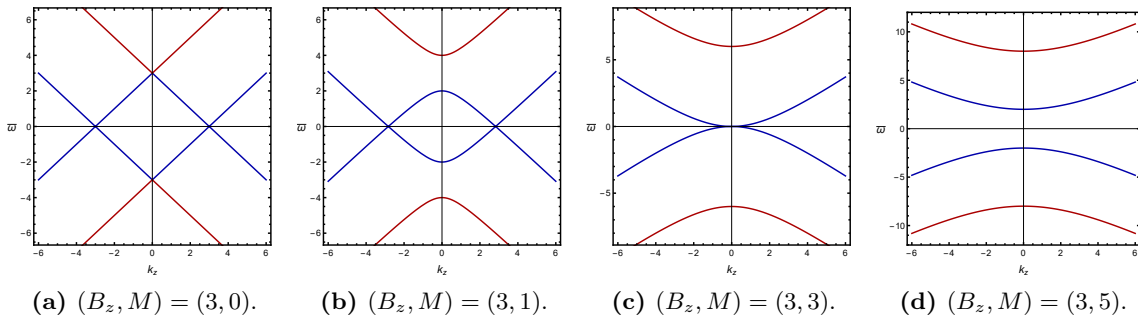 6
4
2
0
-2
-4
-6
ϖ
-6 -4 -2 0 2 4 6
k_z
6
4
2
0
-2
-4
-6
ϖ
-6 -4 -2 0 2 4 6
k_z
5
0
-5
ϖ
-6 -4 -2 0 2 4 6
k_z
10
5
0
-5
-10
ϖ
-6 -4 -2 0 2 4 6
k_z
(a) (B_z, M) = (3, 0).
(b) (B_z, M) = (3, 1).
(c) (B_z, M) = (3, 3).
(d) (B_z, M) = (3, 5).